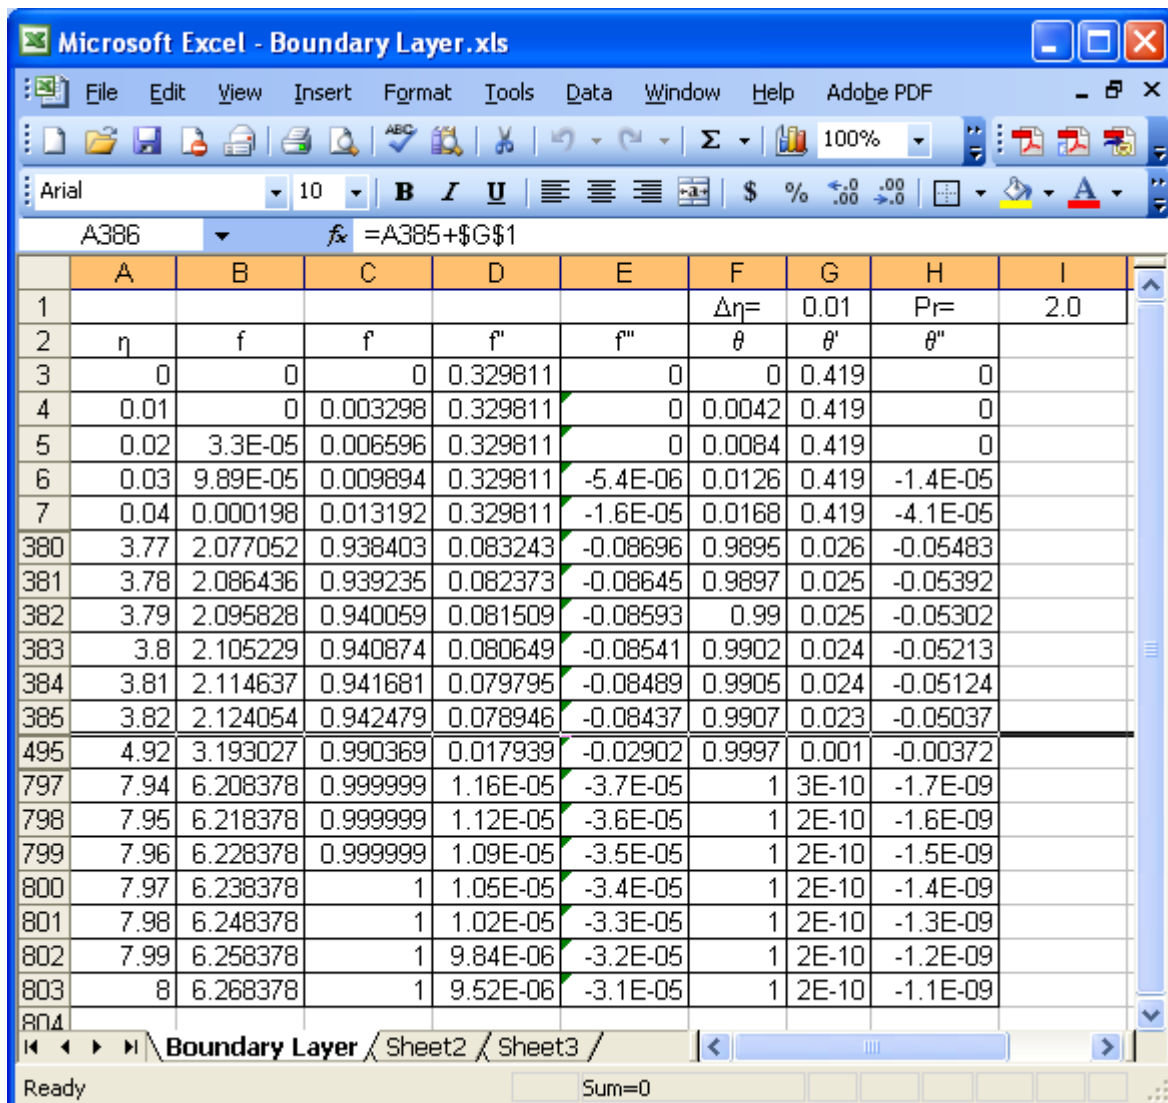 Microsoft Excel - Boundary Layer.xls
File Edit View Insert Format Tools Data Window Help Adobe PDF
ABC Σ 100%
Arial 10 B I U $ % .00 .00
A386 fx =A385+$G$1
A B C D E F G H I
1 Δη= 0.01 Pr= 2.0
2 η f f' f'' f''' θ θ' θ''
3 0 0 0 0.329811 0 0 0.419 0
4 0.01 0 0.003298 0.329811 0 0.0042 0.419 0
5 0.02 3.3E-05 0.006596 0.329811 0 0.0084 0.419 0
6 0.03 9.89E-05 0.009894 0.329811 -5.4E-06 0.0126 0.419 -1.4E-05
7 0.04 0.000198 0.013192 0.329811 -1.6E-05 0.0168 0.419 -4.1E-05
380 3.77 2.077052 0.938403 0.083243 -0.08696 0.9895 0.026 -0.05483
381 3.78 2.086436 0.939235 0.082373 -0.08645 0.9897 0.025 -0.05392
382 3.79 2.095828 0.940059 0.081509 -0.08593 0.99 0.025 -0.05302
383 3.8 2.105229 0.940874 0.080649 -0.08541 0.9902 0.024 -0.05213
384 3.81 2.114637 0.941681 0.079795 -0.08489 0.9905 0.024 -0.05124
385 3.82 2.124054 0.942479 0.078946 -0.08437 0.9907 0.023 -0.05037
495 4.92 3.193027 0.990369 0.017939 -0.02902 0.9997 0.001 -0.00372
797 7.94 6.208378 0.999999 1.16E-05 -3.7E-05 1 3E-10 -1.7E-09
798 7.95 6.218378 0.999999 1.12E-05 -3.6E-05 1 2E-10 -1.6E-09
799 7.96 6.228378 0.999999 1.09E-05 -3.5E-05 1 2E-10 -1.5E-09
800 7.97 6.238378 1 1.05E-05 -3.4E-05 1 2E-10 -1.4E-09
801 7.98 6.248378 1 1.02E-05 -3.3E-05 1 2E-10 -1.3E-09
802 7.99 6.258378 1 9.84E-06 -3.2E-05 1 2E-10 -1.2E-09
803 8 6.268378 1 9.52E-06 -3.1E-05 1 2E-10 -1.1E-09
804
Boundary Layer Sheet2 Sheet3
Ready Sum=0